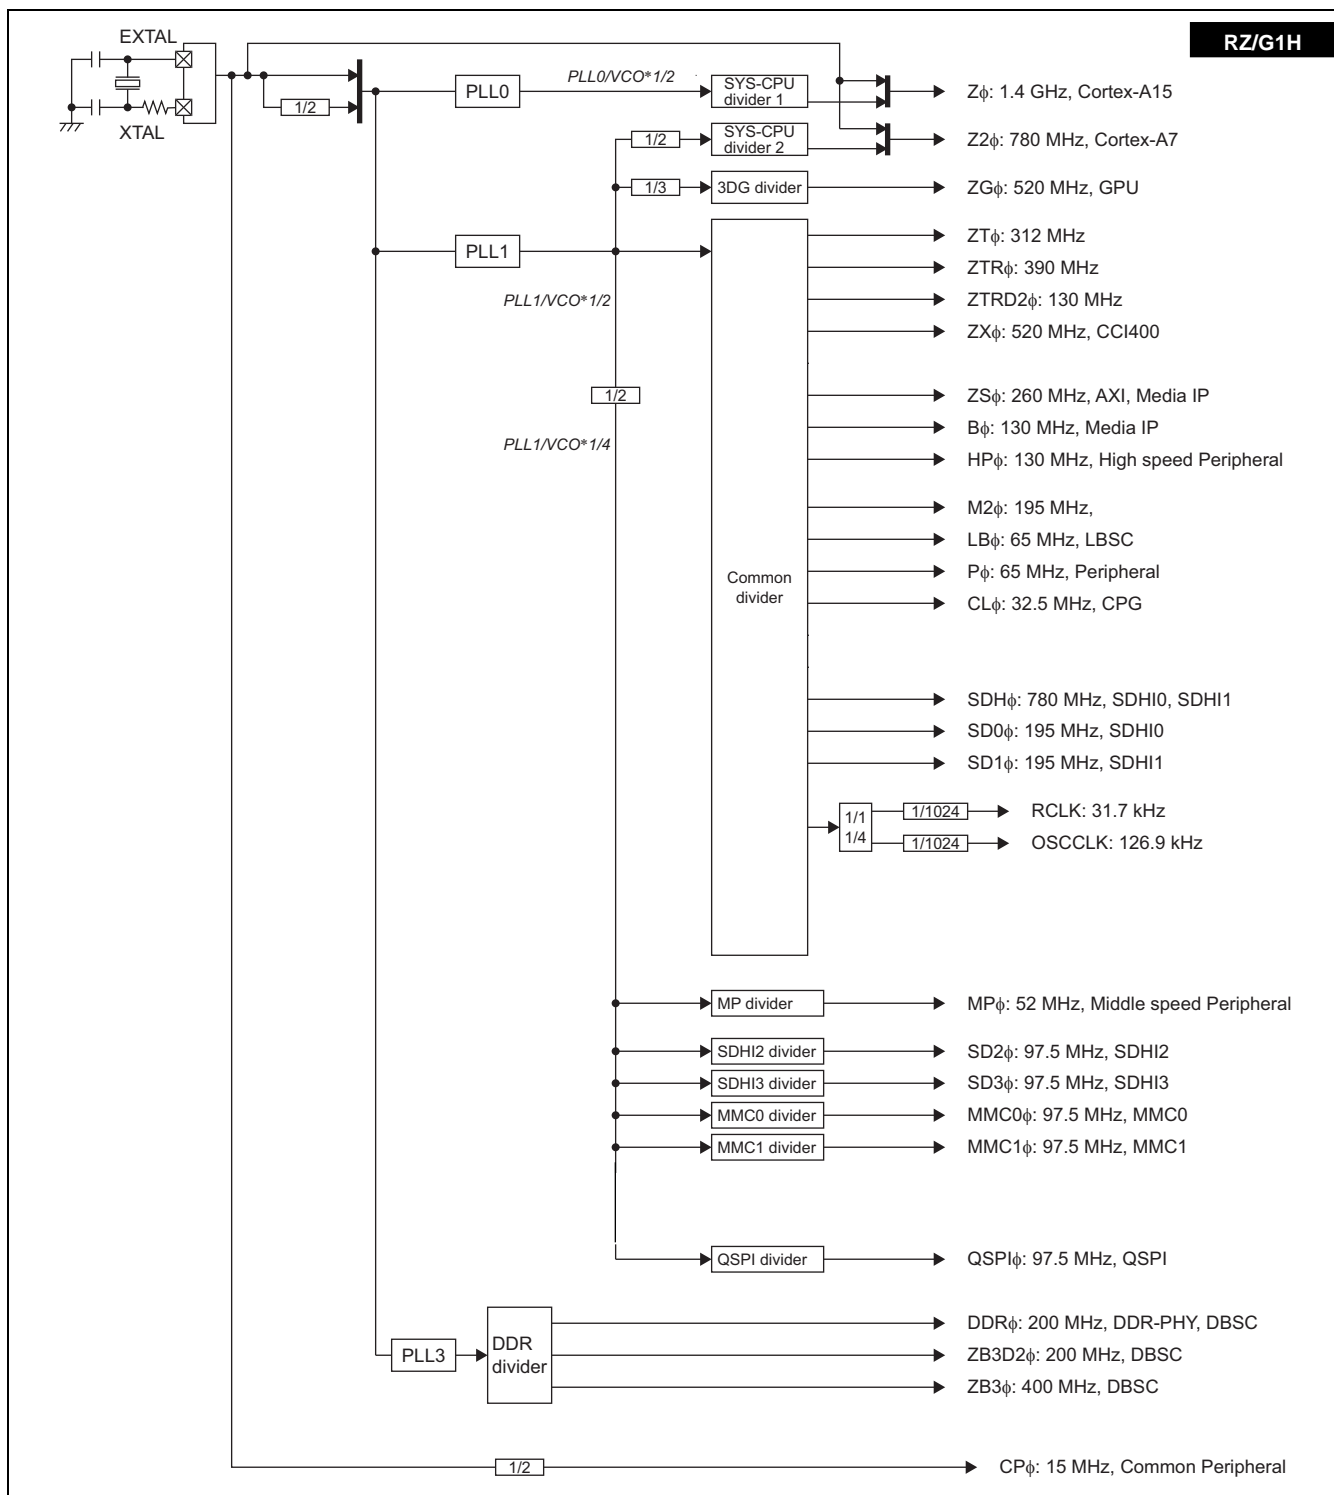 RZ/G1H
EXTAL
XTAL
1/2
PLL0
PLL0/VCO*1/2
SYS-CPU
divider 1
Zϕ: 1.4 GHz, Cortex-A15
1/2
SYS-CPU
divider 2
Z2ϕ: 780 MHz, Cortex-A7
1/3
3DG divider
ZGϕ: 520 MHz, GPU
PLL1
PLL1/VCO*1/2
1/2
PLL1/VCO*1/4
Common
divider
ZTϕ: 312 MHz
ZTRϕ: 390 MHz
ZTRD2ϕ: 130 MHz
ZXϕ: 520 MHz, CCI400
ZSϕ: 260 MHz, AXI, Media IP
Bϕ: 130 MHz, Media IP
HPϕ: 130 MHz, High speed Peripheral
M2ϕ: 195 MHz,
LBϕ: 65 MHz, LBSC
Pϕ: 65 MHz, Peripheral
CLϕ: 32.5 MHz, CPG
SDHϕ: 780 MHz, SDHI0, SDHI1
SD0ϕ: 195 MHz, SDHI0
SD1ϕ: 195 MHz, SDHI1
1/1
1/4
1/1024
RCLK: 31.7 kHz
1/1024
OSCCLK: 126.9 kHz
MP divider
MPϕ: 52 MHz, Middle speed Peripheral
SDHI2 divider
SD2ϕ: 97.5 MHz, SDHI2
SDHI3 divider
SD3ϕ: 97.5 MHz, SDHI3
MMC0 divider
MMC0ϕ: 97.5 MHz, MMC0
MMC1 divider
MMC1ϕ: 97.5 MHz, MMC1
QSPI divider
QSPIϕ: 97.5 MHz, QSPI
PLL3
DDR
divider
DDRϕ: 200 MHz, DDR-PHY, DBSC
ZB3D2ϕ: 200 MHz, DBSC
ZB3ϕ: 400 MHz, DBSC
1/2
CPϕ: 15 MHz, Common Peripheral